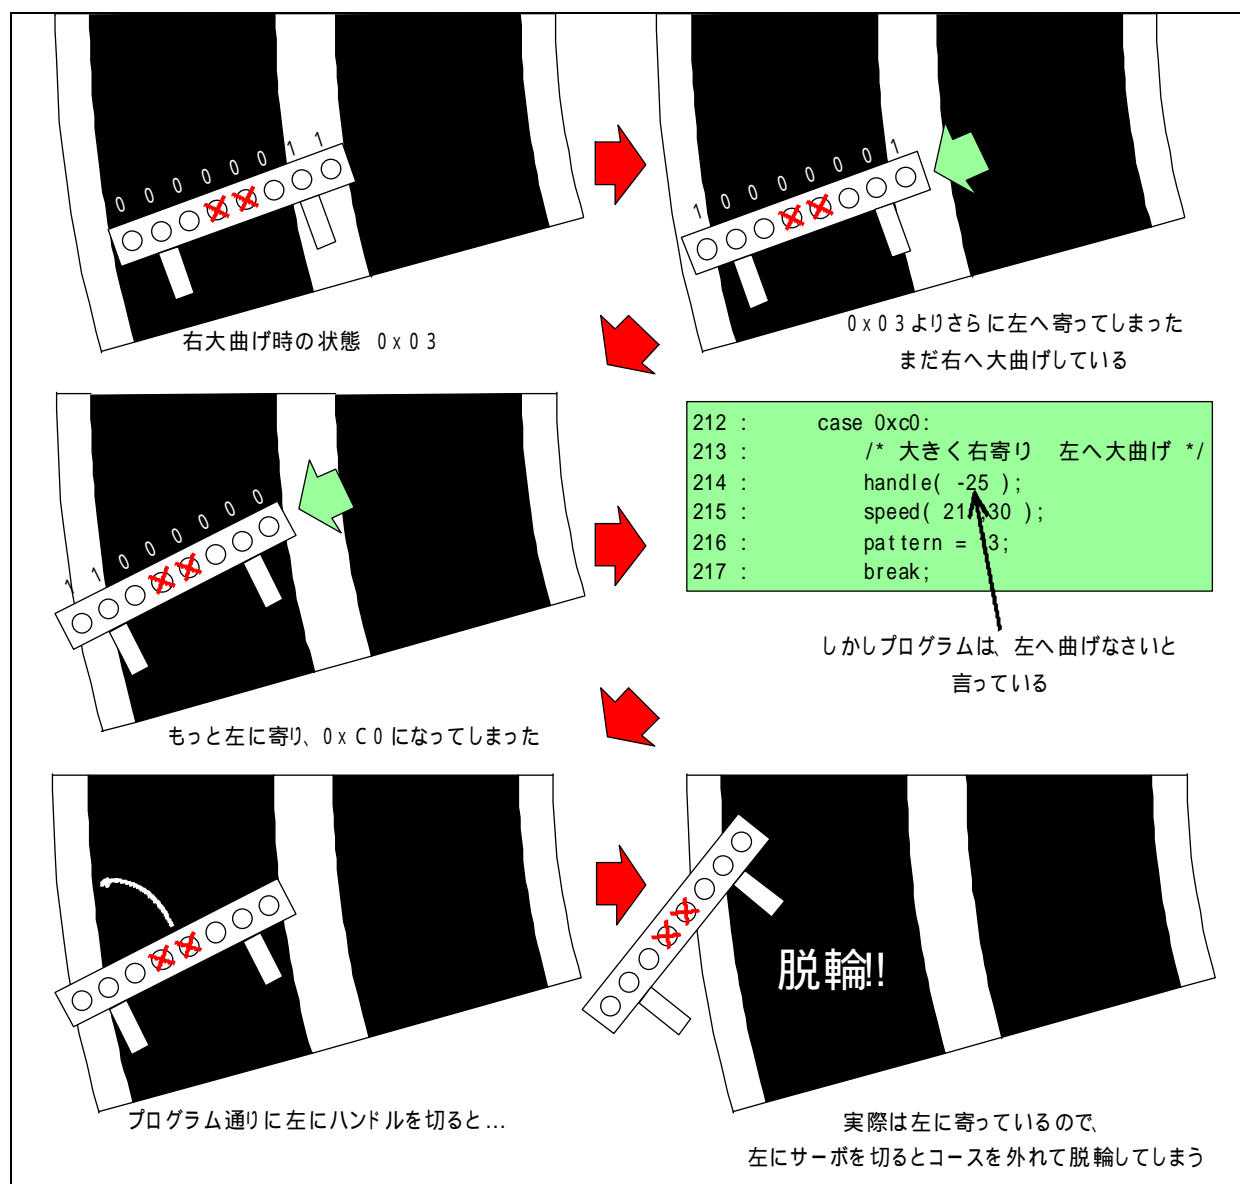 0 0 0 0 0 0 1 1
右大曲げ時の状態 0x03
1 0 0 0 0 0 0 1
0x03よりさらに左へ寄ってしまった
まだ右へ大曲げしている
1 1 0 0 0 0 0 0
もっと左に寄り、0xC0になってしまった
212 : case 0xc0:
213 : /* 大きく右寄り 左へ大曲げ */
214 : handle( -25 );
215 : speed( 21 ,30 );
216 : pattern = 3;
217 : break;
しかしプログラムは、左へ曲げなさいと
言っている
プログラム通りに左にハンドルを切ると...
脱輪!!
実際は左に寄っているので、
左にサーボを切るとコースを外れて脱輪してしまう